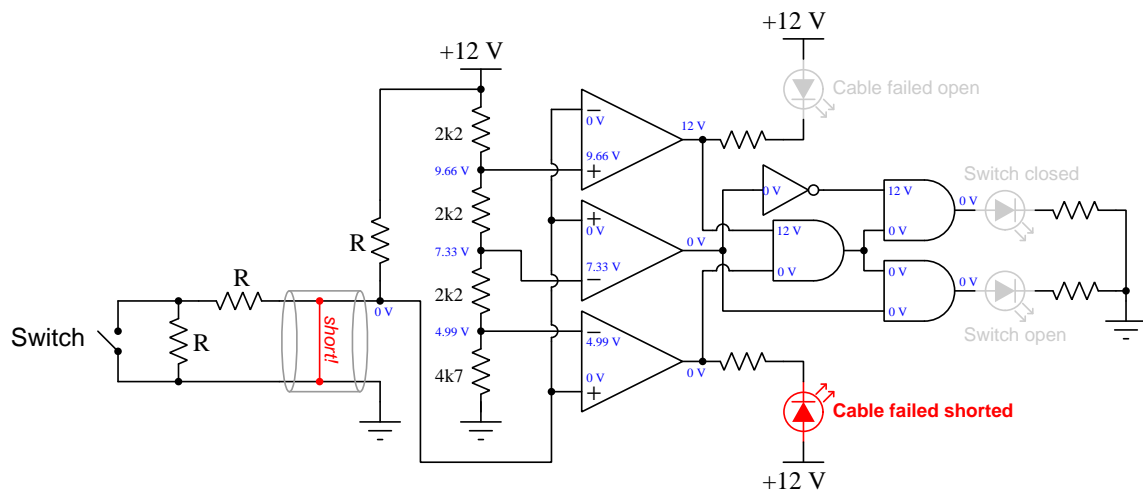 +12 V
+12 V
Cable failed open
2k2
0 V
12 V
9.66 V
9.66 V
Switch closed
R
2k2
0 V
12 V
0 V
0 V
0 V
7.33 V
7.33 V
12 V
0 V
0 V
R
2k2
0 V
0 V
0 V
0 V
Switch
R
short!
4.99 V
4.99 V
Switch open
4k7
0 V
0 V
Cable failed shorted
+12 V